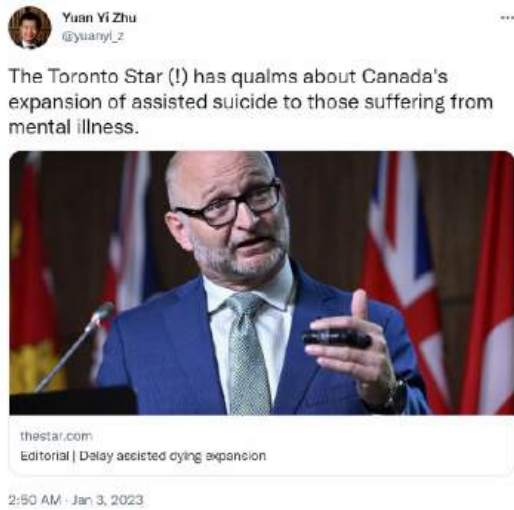 Yuan Yi Zhu
@yuanyi_z
The Toronto Star (!) has qualms about Canada's
expansion of assisted suicide to those suffering from
mental illness.
thestar.com
Editorial | Delay assisted dying expansion
2:50 AM · Jan 3, 2023